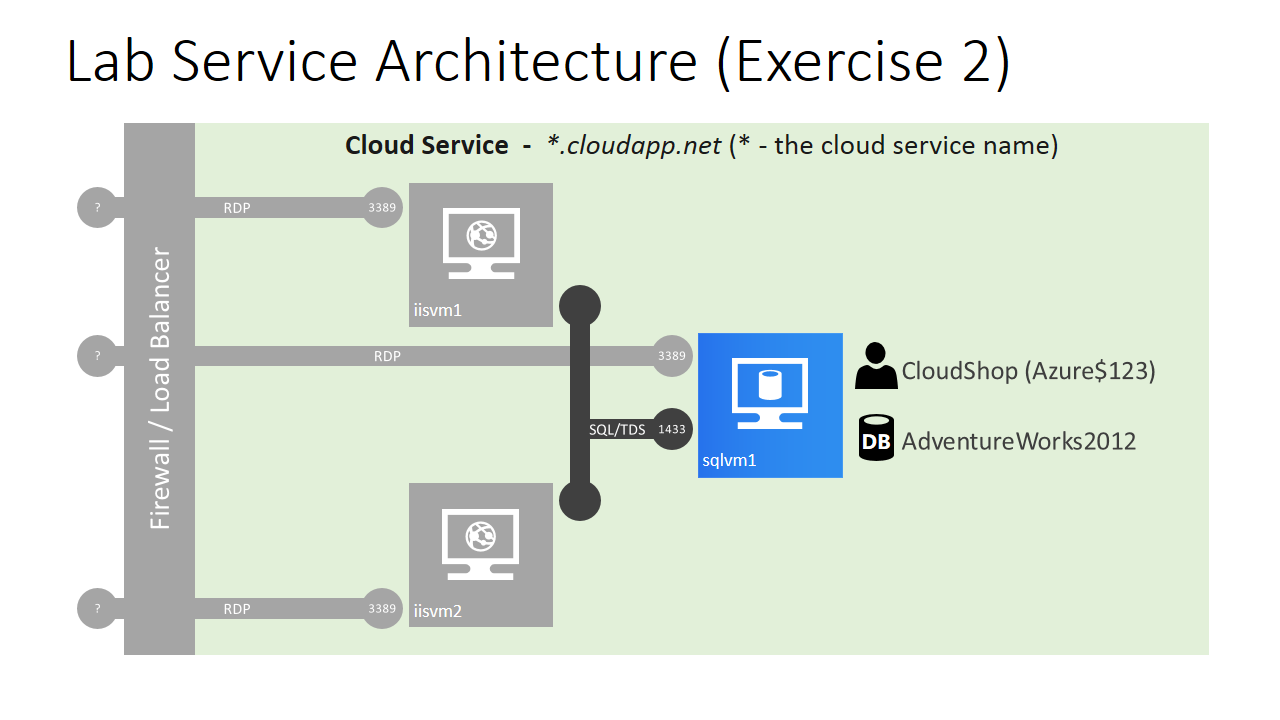 Lab Service Architecture (Exercise 2)
Cloud Service - *.cloudapp.net (* - the cloud service name)
Firewall / Load Balancer
?
RDP
3389
iisvm1
?
RDP
3389
SQL/TDS
1433
sqlvm1
CloudShop (Azure$123)
DB
AdventureWorks2012
?
RDP
3389
iisvm2